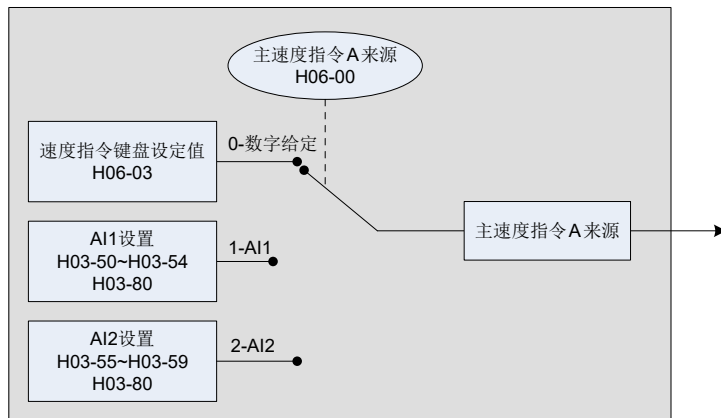 主速度指令A来源
H06-00
速度指令键盘设定值
H06-03
0-数字给定
AI1设置
H03-50~H03-54
H03-80
1-AI1
主速度指令A来源
AI2设置
H03-55~H03-59
H03-80
2-AI2